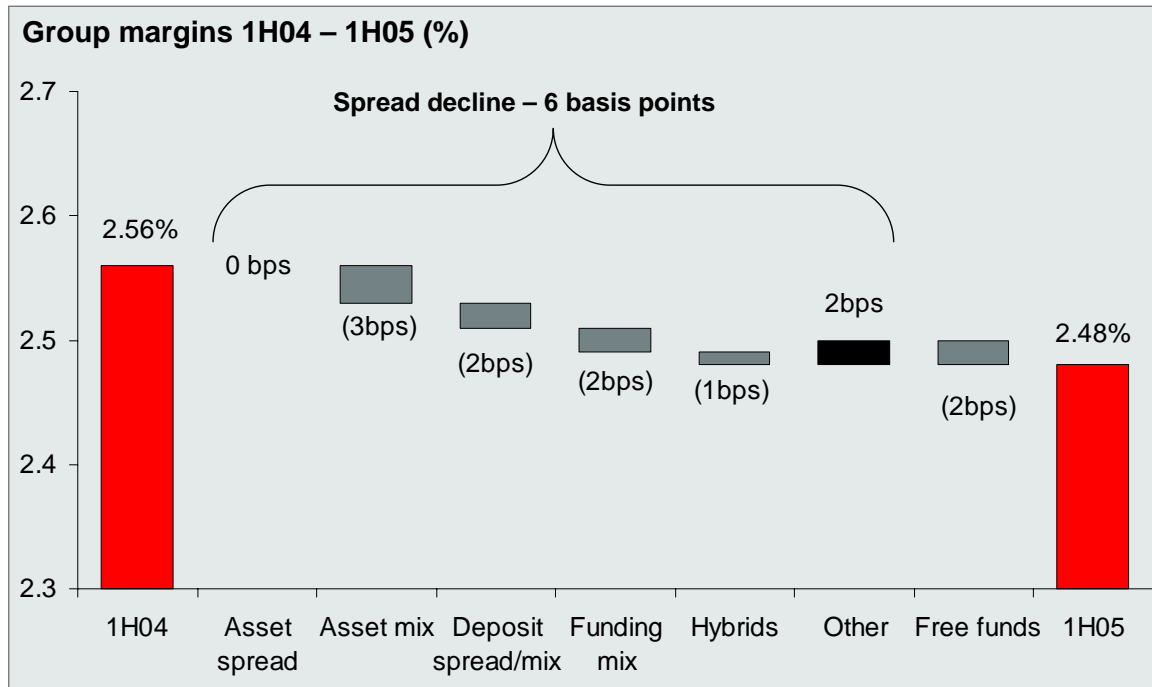 Group margins 1H04 – 1H05 (%)
2.7
Spread decline – 6 basis points
2.6
2.56%
0 bps
(3bps)
(2bps)
(2bps)
(1bps)
2bps
(2bps)
2.48%
2.5
2.4
2.3
1H04
Asset
spread
Asset mix
Deposit
spread/mix
Funding
mix
Hybrids
Other
Free funds
1H05